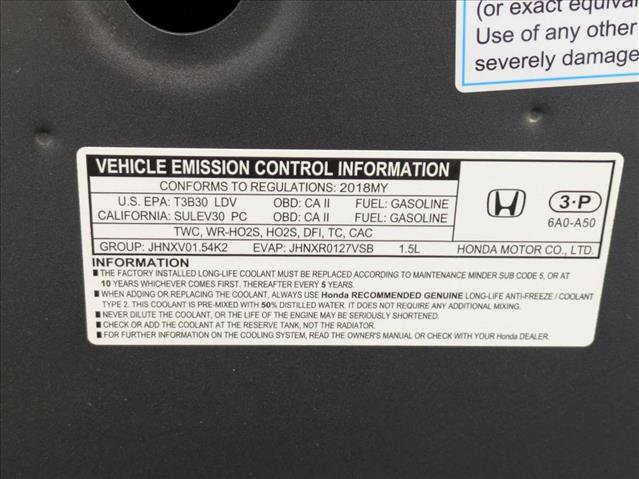 (or exact equival
Use of any other
severely damage
VEHICLE EMISSION CONTROL INFORMATION
CONFORMS TO REGULATIONS: 2018MY
U.S. EPA: T3B30 LDV OBD: CA II FUEL: GASOLINE
CALIFORNIA: SULEV30 PC OBD: CA II FUEL: GASOLINE
TWC, WR-HO2S, HO2S, DFI, TC, CAC
GROUP: JHNXV01.54K2 EVAP: JHNXR0127VSB 1.5L
3-P
6A0-A50
HONDA MOTOR CO., LTD.
INFORMATION
■ THE FACTORY INSTALLED LONG-LIFE COOLANT MUST BE REPLACED ACCORDING TO MAINTENANCE MINDER SUB CODE 5, OR AT
10 YEARS WHICHEVER COMES FIRST. THEREAFTER EVERY 5 YEARS.
■ WHEN ADDING OR REPLACING THE COOLANT, ALWAYS USE Honda RECOMMENDED GENUINE LONG-LIFE ANTI-FREEZE / COOLANT
TYPE 2. THIS COOLANT IS PRE-MIXED WITH 50% DISTILLED WATER. IT DOES NOT REQUIRE ANY ADDITIONAL MIXING.
■ NEVER DILUTE THE COOLANT, OR THE LIFE OF THE ENGINE MAY BE SERIOUSLY SHORTENED.
■ CHECK OR ADD THE COOLANT AT THE RESERVE TANK, NOT THE RADIATOR.
■ FOR FURTHER INFORMATION ON THE COOLING SYSTEM, READ THE OWNER'S MANUAL OR CHECK WITH YOUR Honda DEALER.